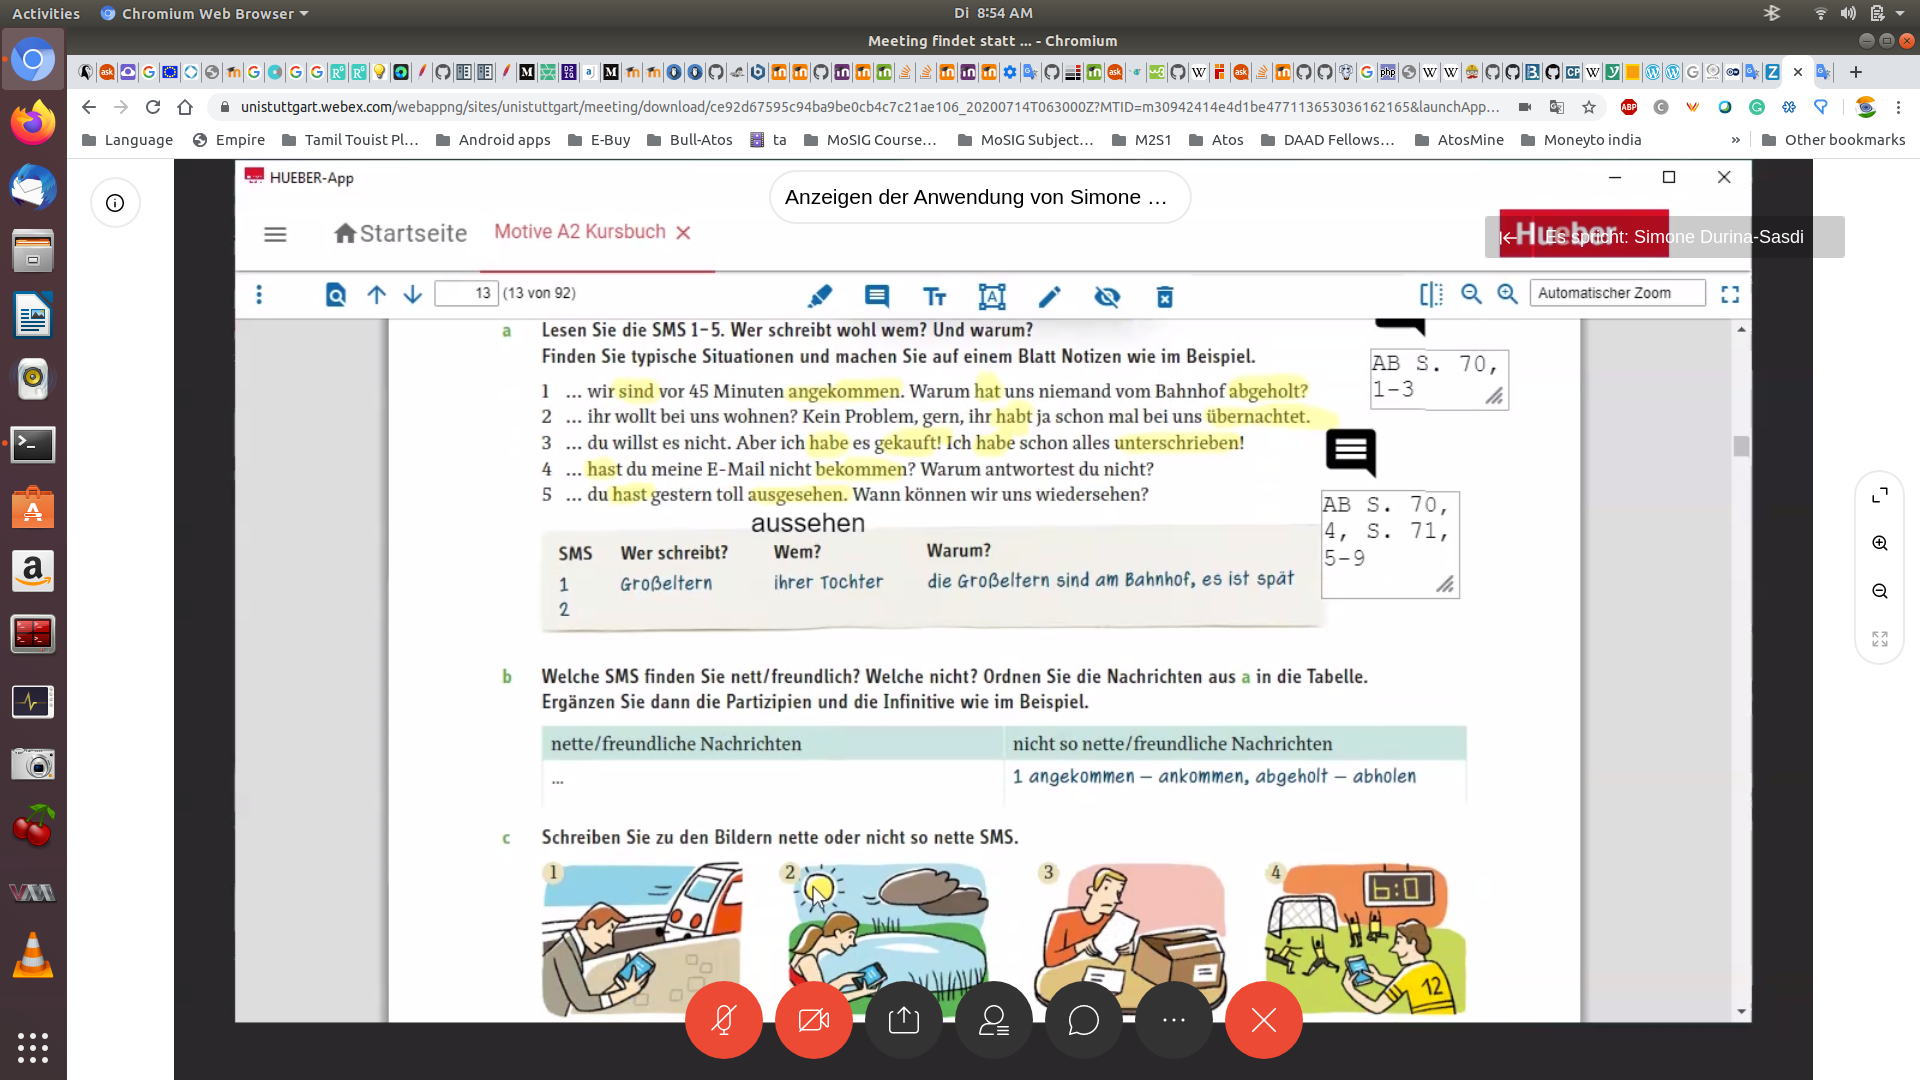 Activities
Chromium Web Browser
Di 8:54 AM
Meeting findet statt ... - Chromium
unistuttgart.webex.com/webappng/sites/unistuttgart/meeting/download/ce92d67595c94ba9be0cb4c7c21ae106_20200714T063000Z?MTID=m30942414e4d1be477113653036162165&launchApp...
Language
Empire
Tamil Touist Pl...
Android apps
E-Buy
Bull-Atos
ta
MoSIG Course...
MoSIG Subject...
M2S1
Atos
DAAD Fellows...
AtosMine
Moneyto india
»
Other bookmarks
HUEBER-App
Anzeigen der Anwendung von Simone ...
Startseite
Motive A2 Kursbuch
Hueber
Es spricht: Simone Durina-Sasdi
13 (13 von 92)
Automatischer Zoom
a Lesen Sie die SMS 1–5. Wer schreibt wohl wem? Und warum?
Finden Sie typische Situationen und machen Sie auf einem Blatt Notizen wie im Beispiel.
1 ... wir sind vor 45 Minuten angekommen. Warum hat uns niemand vom Bahnhof abgeholt?
2 ... ihr wollt bei uns wohnen? Kein Problem, gern, ihr habt ja schon mal bei uns übernachtet.
3 ... du willst es nicht. Aber ich habe es gekauft! Ich habe schon alles unterschrieben!
4 ... hast du meine E-Mail nicht bekommen? Warum antwortest du nicht?
5 ... du hast gestern toll ausgesehen. Wann können wir uns wiedersehen?
aussehen
AB S. 70,
1-3
AB S. 70,
4, S. 71,
5-9
SMS Wer schreibt? Wem? Warum?
1 Großeltern ihrer Tochter die Großeltern sind am Bahnhof, es ist spät
2
b Welche SMS finden Sie nett/freundlich? Welche nicht? Ordnen Sie die Nachrichten aus a in die Tabelle.
Ergänzen Sie dann die Partizipien und die Infinitive wie im Beispiel.
nette/freundliche Nachrichten nicht so nette/freundliche Nachrichten
... 1 angekommen – ankommen, abgeholt – abholen
c Schreiben Sie zu den Bildern nette oder nicht so nette SMS.
1
2
3
4
6:0
12